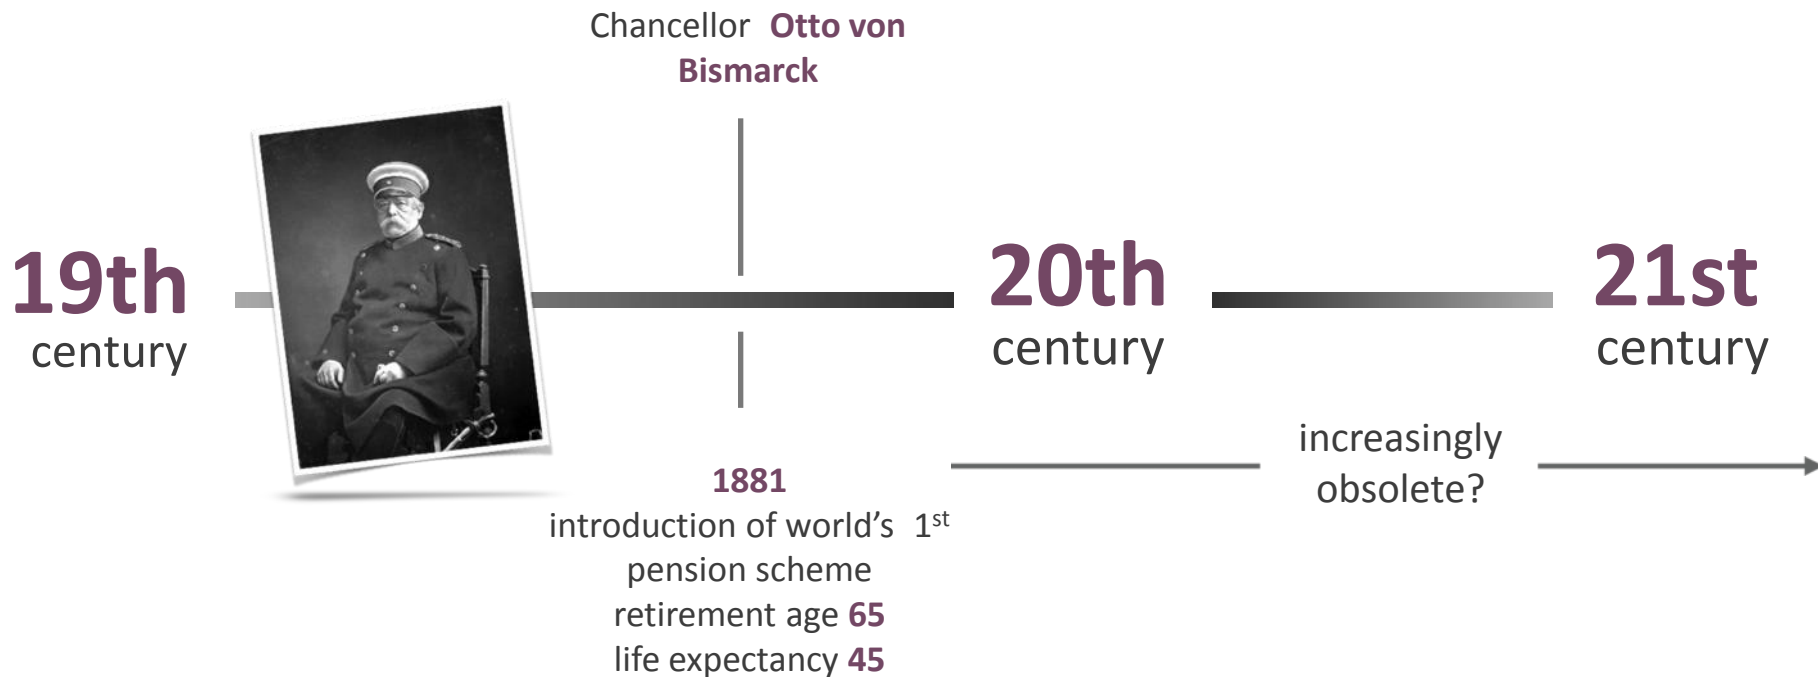 Chancellor Otto von
Bismarck
19th
century
20th
century
21st
century
1881
introduction of world's 1st
pension scheme
retirement age 65
life expectancy 45
increasingly
obsolete?